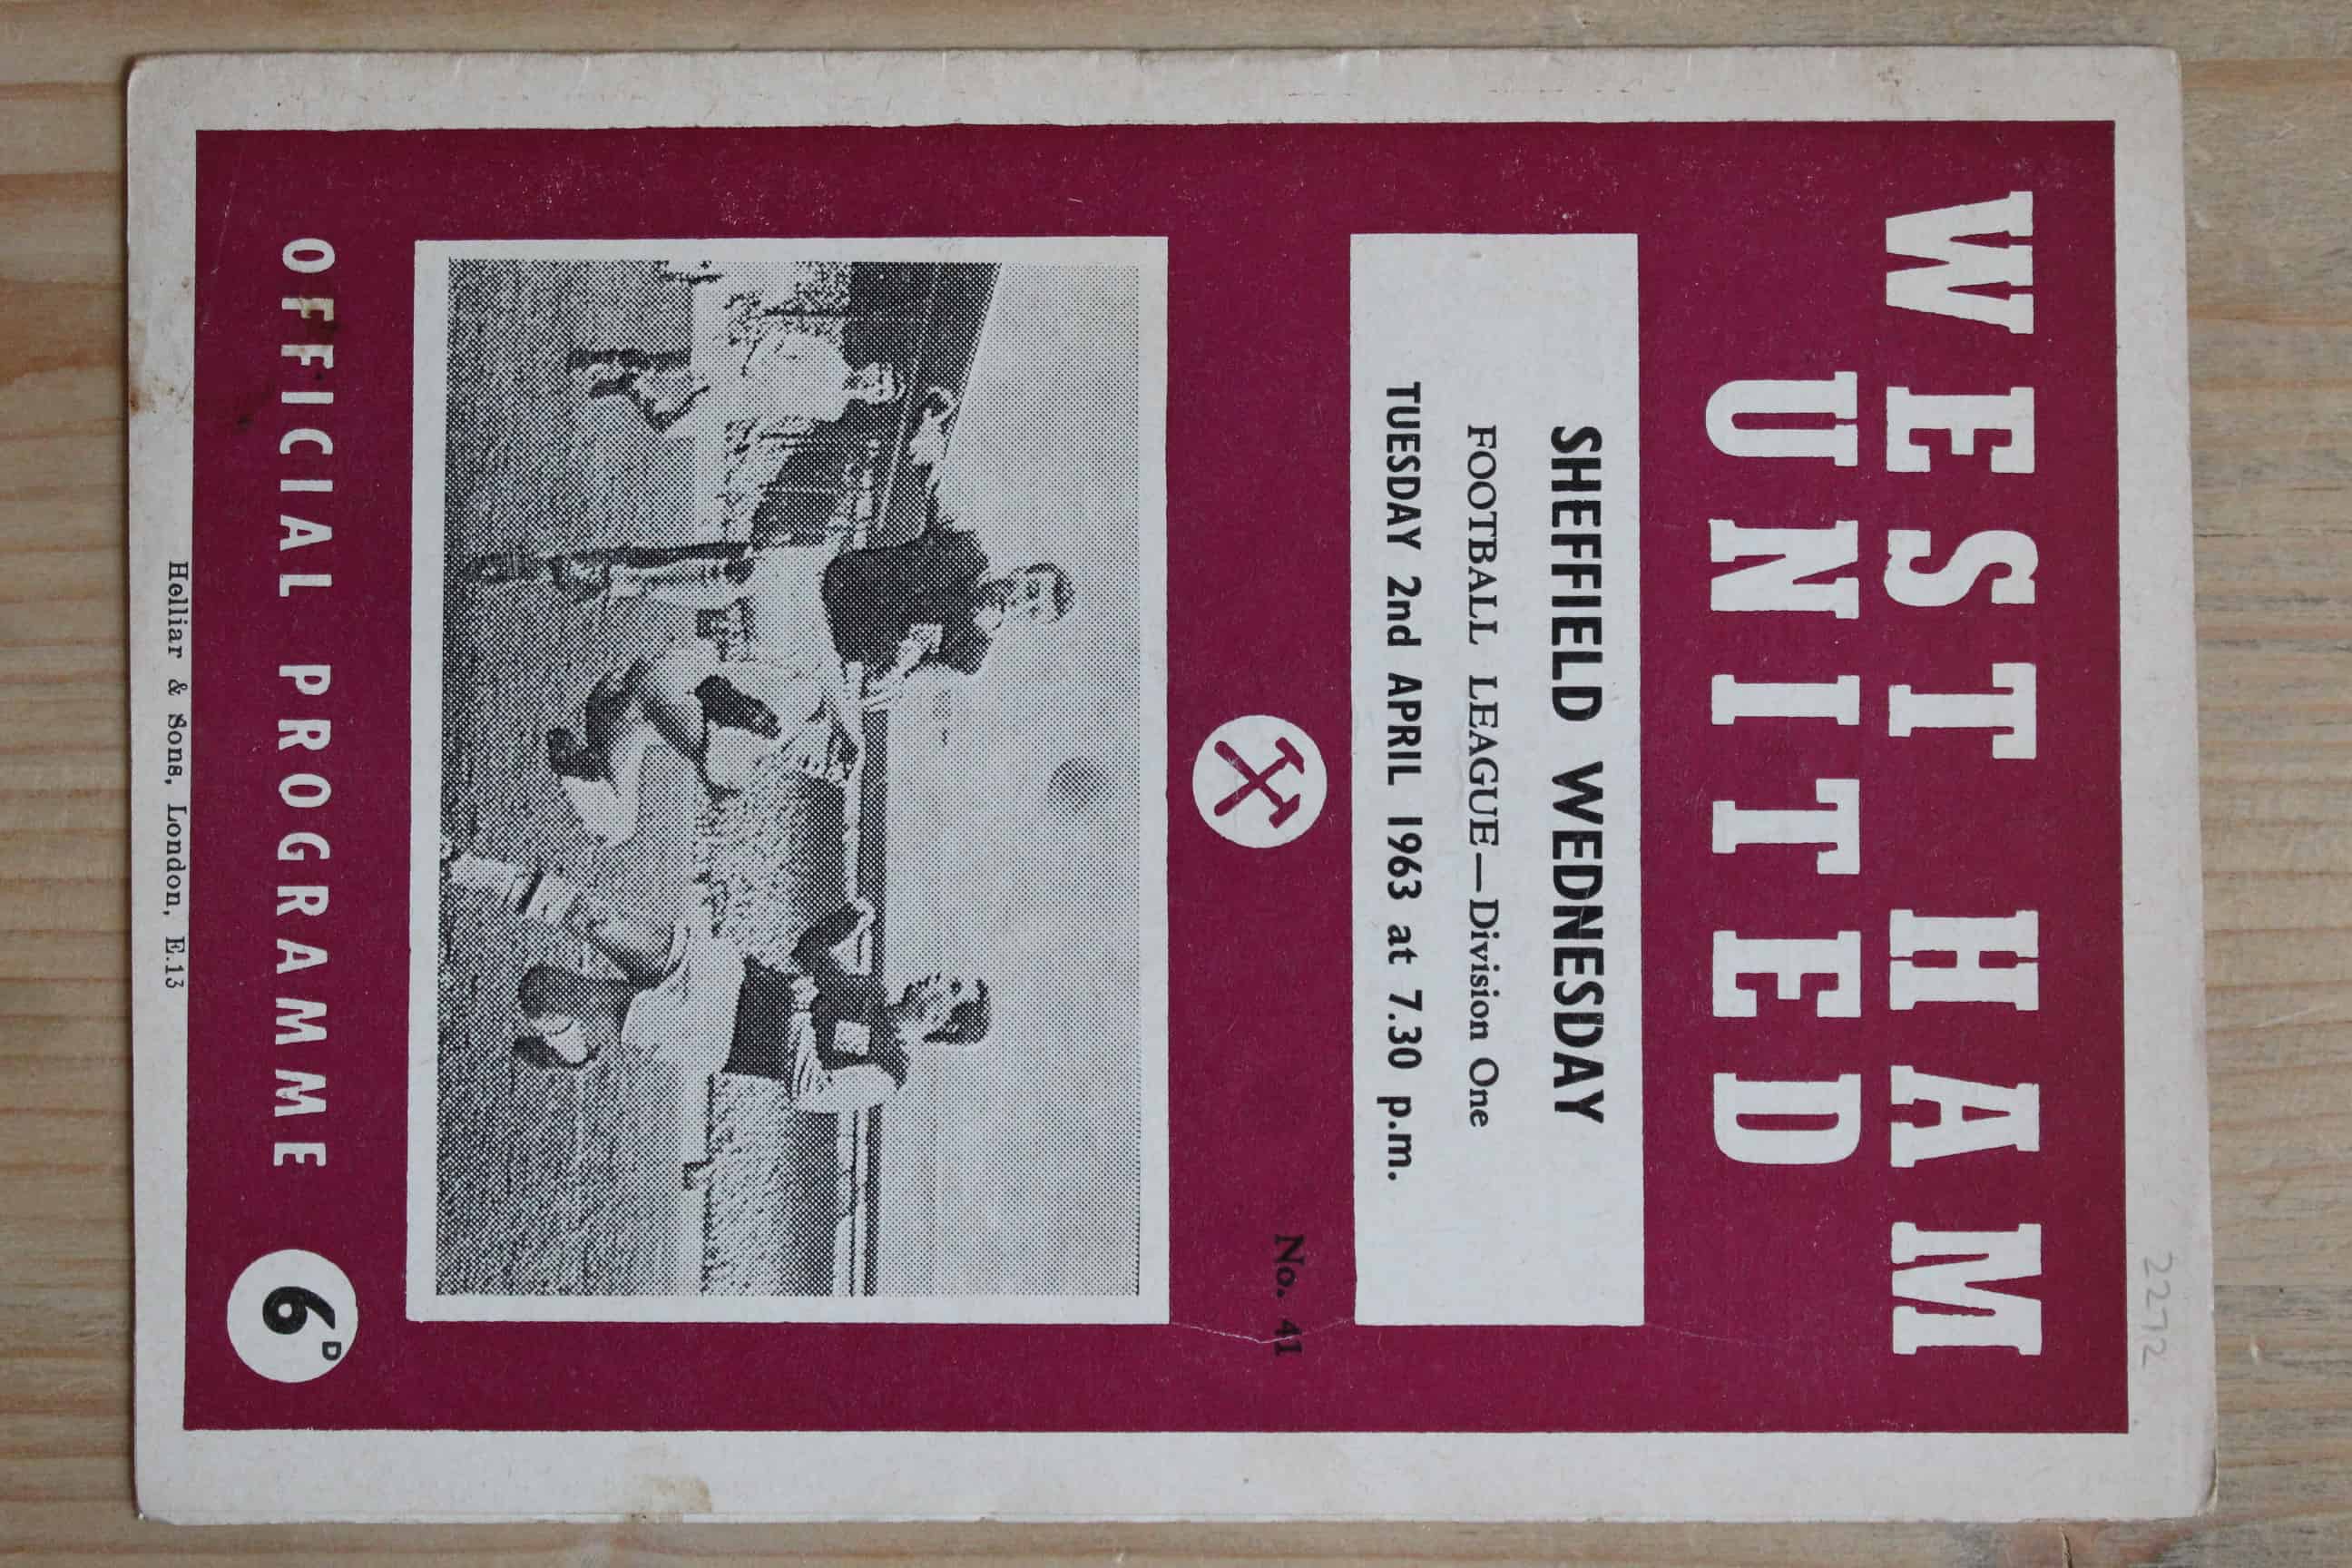 2272
WEST HAM
UNITED
SHEFFIELD WEDNESDAY
FOOTBALL LEAGUE—Division One
TUESDAY 2nd APRIL 1963 at 7.30 p.m.
No. 41
OFFICIAL PROGRAMME
6D
Helliar & Sons, London, E.13